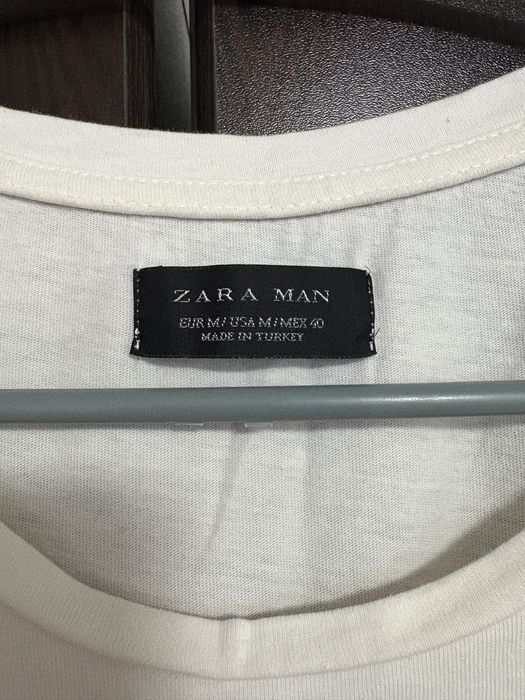 ZARA MAN
EUR M / USA M / MEX 40
MADE IN TURKEY